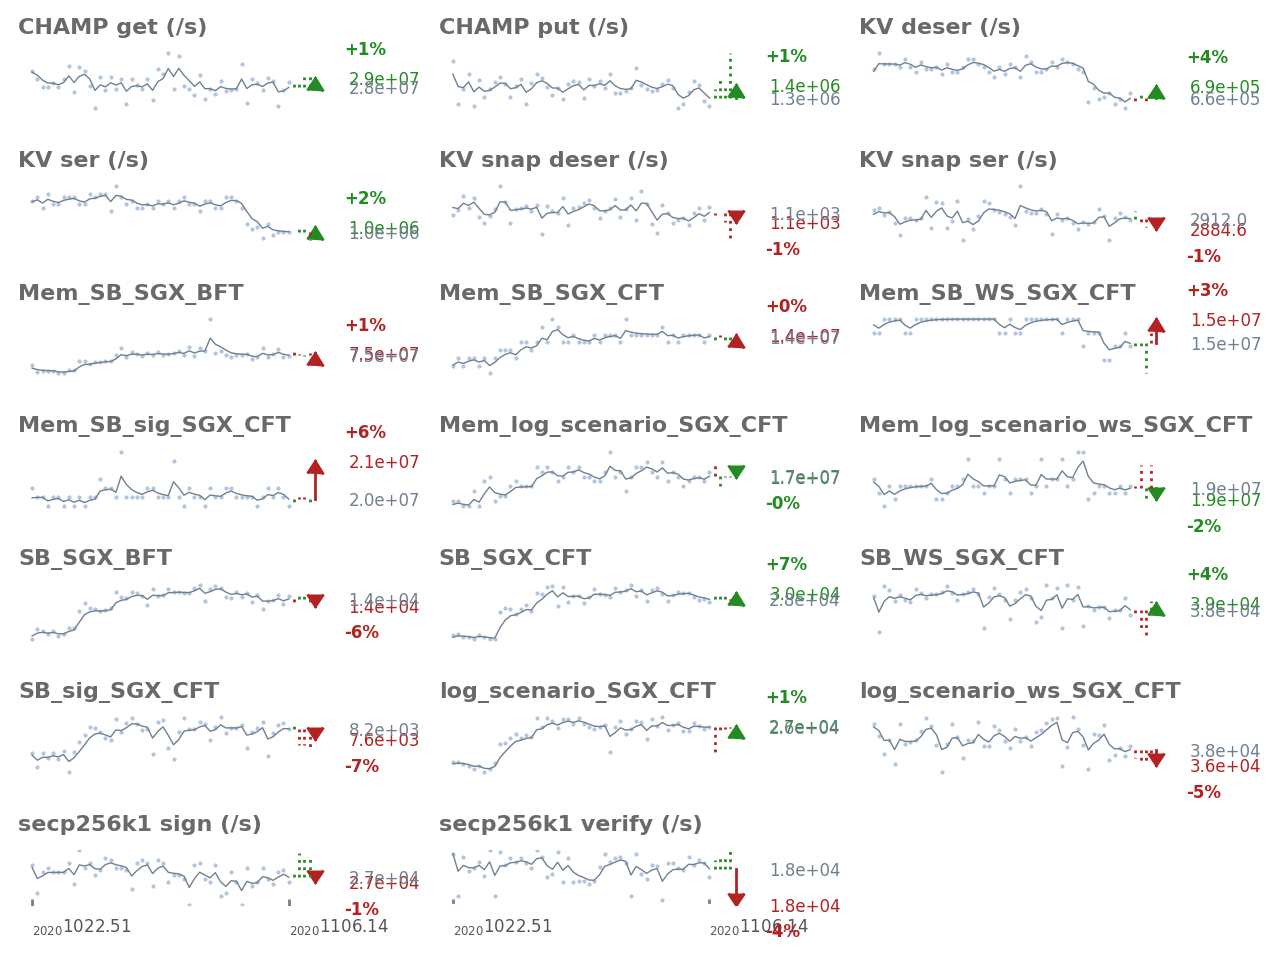 CHAMP get (/s)
+1%
2.9e+07
2.8e+07
CHAMP put (/s)
+1%
1.4e+06
1.3e+06
KV deser (/s)
+4%
6.9e+05
6.6e+05
KV ser (/s)
+2%
1.0e+06
1.0e+06
KV snap deser (/s)
1.1e+03
1.1e+03
-1%
KV snap ser (/s)
2912.0
2884.6
-1%
Mem_SB_SGX_BFT
+1%
7.5e+07
7.5e+07
Mem_SB_SGX_CFT
+0%
1.4e+07
1.4e+07
Mem_SB_WS_SGX_CFT
+3%
1.5e+07
1.5e+07
Mem_SB_sig_SGX_CFT
+6%
2.1e+07
2.0e+07
Mem_log_scenario_SGX_CFT
1.7e+07
1.7e+07
-0%
Mem_log_scenario_ws_SGX_CFT
1.9e+07
1.9e+07
-2%
SB_SGX_BFT
1.4e+04
1.4e+04
-6%
SB_SGX_CFT
+7%
3.0e+04
2.8e+04
SB_WS_SGX_CFT
+4%
3.9e+04
3.8e+04
SB_sig_SGX_CFT
8.2e+03
7.6e+03
-7%
log_scenario_SGX_CFT
+1%
2.7e+04
2.6e+04
log_scenario_ws_SGX_CFT
3.8e+04
3.6e+04
-5%
secp256k1 sign (/s)
2.7e+04
2.7e+04
-1%
20201022.51
20201106.14
secp256k1 verify (/s)
1.8e+04
1.8e+04
-4%
20201022.51
20201106.14